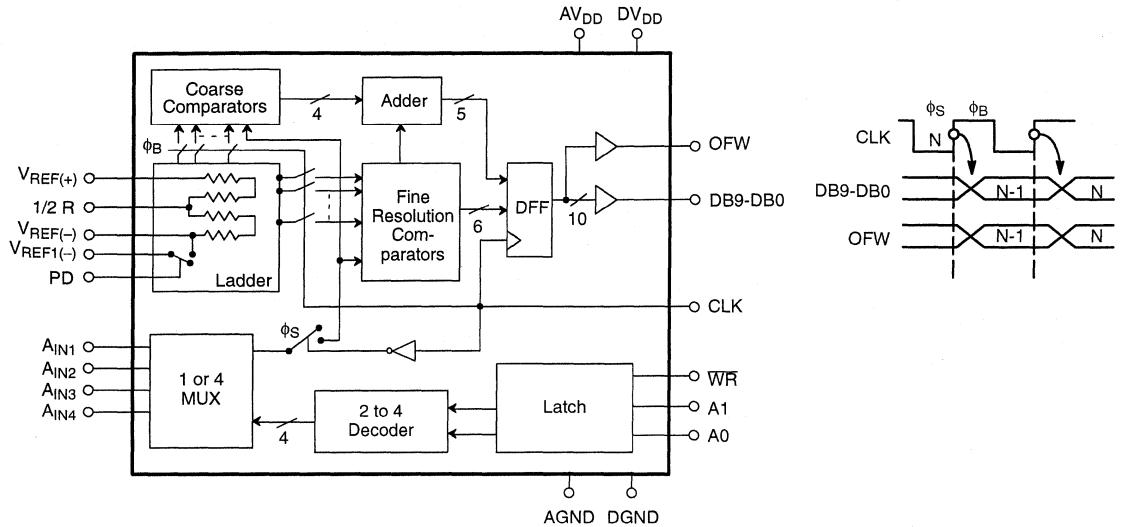 AVDD DVDD
Coarse
Comparators
4
Adder
5
ϕB
VREF(+)
1/2 R
VREF(–)
VREF1(–)
PD
Ladder
Fine
Resolution
Com-
parators
6
DFF
10
OFW
DB9-DB0
CLK
ϕS
AIN1
AIN2
AIN3
AIN4
1 or 4
MUX
4
2 to 4
Decoder
Latch
W̅R̅
A1
A0
AGND DGND
ϕS ϕB
CLK N
DB9-DB0 N-1 N
OFW N-1 N